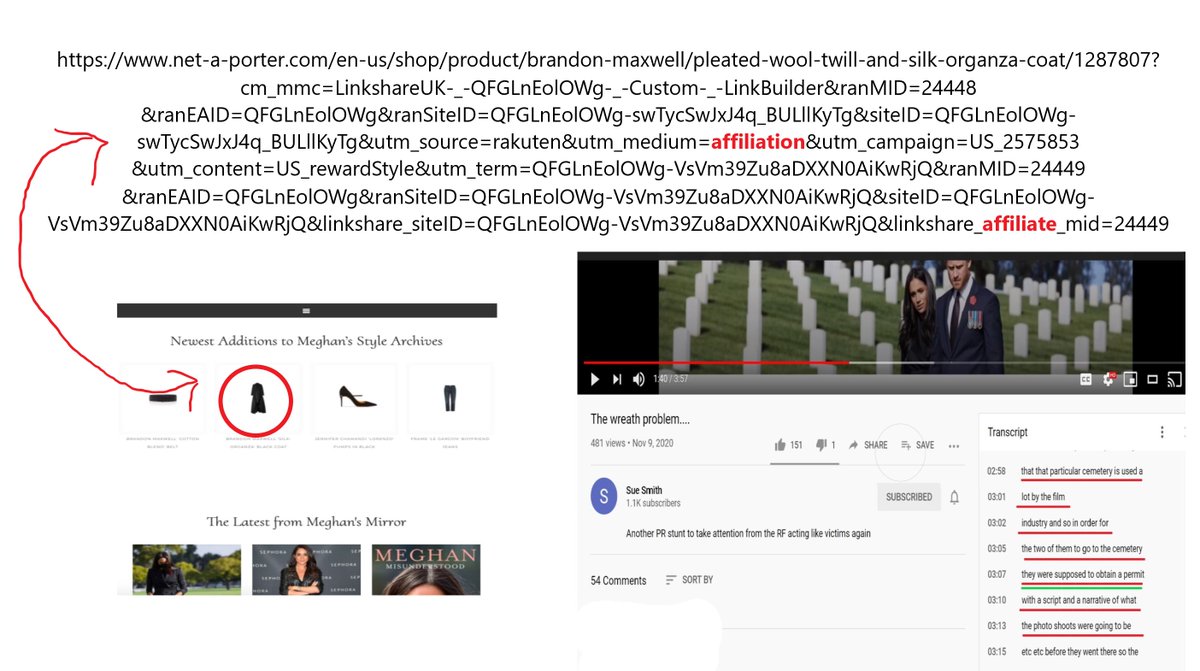 https://www.net-a-porter.com/en-us/shop/product/brandon-maxwell/pleated-wool-twill-and-silk-organza-coat/1287807?
cm_mmc=LinkshareUK-_-QFGLnEolOWg-_-Custom-_-LinkBuilder&ranMID=24448
&ranEAID=QFGLnEolOWg&ranSiteID=QFGLnEolOWg-swTycSwJxJ4q_BULllKyTg&siteID=QFGLnEolOWg-
swTycSwJxJ4q_BULllKyTg&utm_source=rakuten&utm_medium=affiliation&utm_campaign=US_2575853
&utm_content=US_rewardStyle&utm_term=QFGLnEolOWg-VsVm39Zu8aDXXN0AiKwRjQ&ranMID=24449
&ranEAID=QFGLnEolOWg&ranSiteID=QFGLnEolOWg-VsVm39Zu8aDXXN0AiKwRjQ&siteID=QFGLnEolOWg-
VsVm39Zu8aDXXN0AiKwRjQ&linkshare_siteID=QFGLnEolOWg-VsVm39Zu8aDXXN0AiKwRjQ&linkshare_affiliate_mid=24449
Newest Additions to Meghan's Style Archives
BRANDON MAXWELL COTTON
BLEND BELT
BRANDON MAXWELL SILK
ORGANZA BLACK COAT
JENNIFER CHAMANDI 'LORENZO'
PUMPS IN BLACK
FRAME LE GARCON BOYFRIEND
JEANS
The Latest from Meghan's Mirror
SEPHORA
SEPHORA
MEGHAN
MISUNDERSTOOD
1:40 / 3:57
CC
HD
The wreath problem....
481 views • Nov 9, 2020
151
1
SHARE
SAVE
S
Sue Smith
1.1K subscribers
SUBSCRIBED
Another PR stunt to take attention from the RF acting like victims again
54 Comments
SORT BY
Transcript
02:58 that that particular cemetery is used a
03:01 lot by the film
03:02 industry and so in order for
03:05 the two of them to go to the cemetery
03:07 they were supposed to obtain a permit
03:10 with a script and a narrative of what
03:13 the photo shoots were going to be
03:15 etc etc before they went there so the